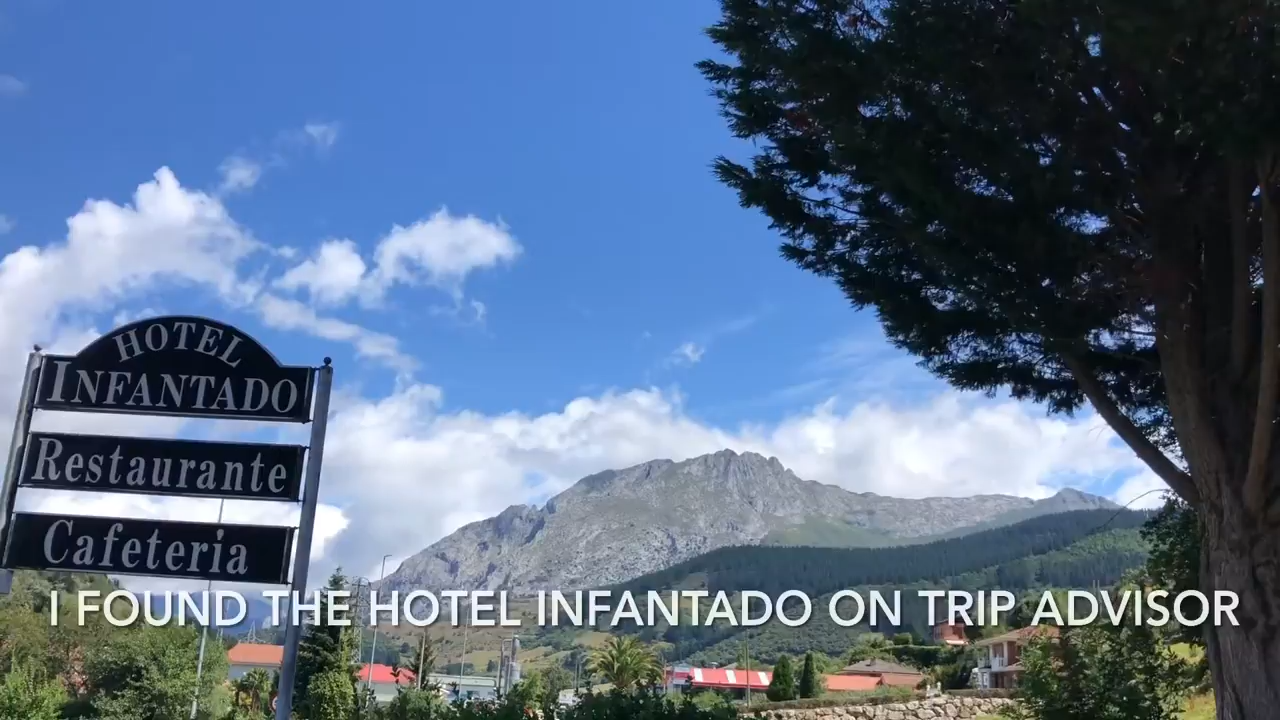 HOTEL
INFANTADO
Restaurante
Cafeteria
I FOUND THE HOTEL INFANTADO ON TRIP ADVISOR